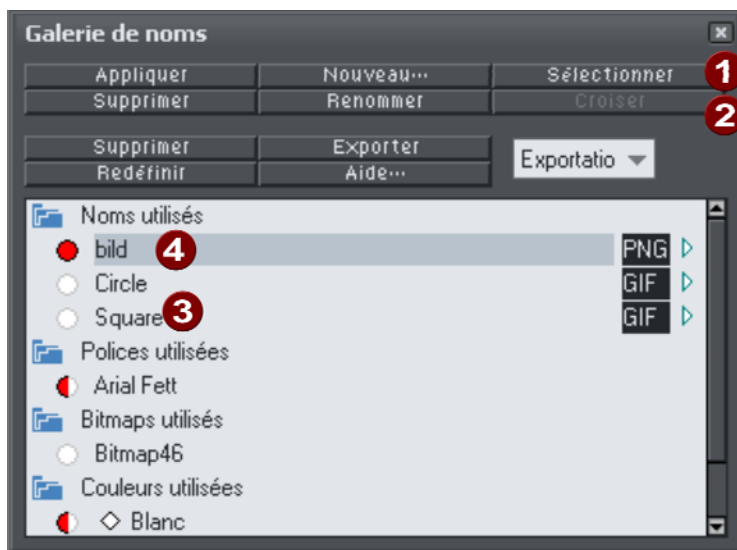 Galerie de noms
Appliquer Nouveau... Sélectionner 1
Supprimer Renommer Croiser 2
Supprimer Exporter Exportatio
Redéfinir Aide...
Noms utilisés
bild 4 PNG
Circle GIF
Square 3 GIF
Polices utilisées
Arial Fett
Bitmaps utilisés
Bitmap46
Couleurs utilisées
Blanc